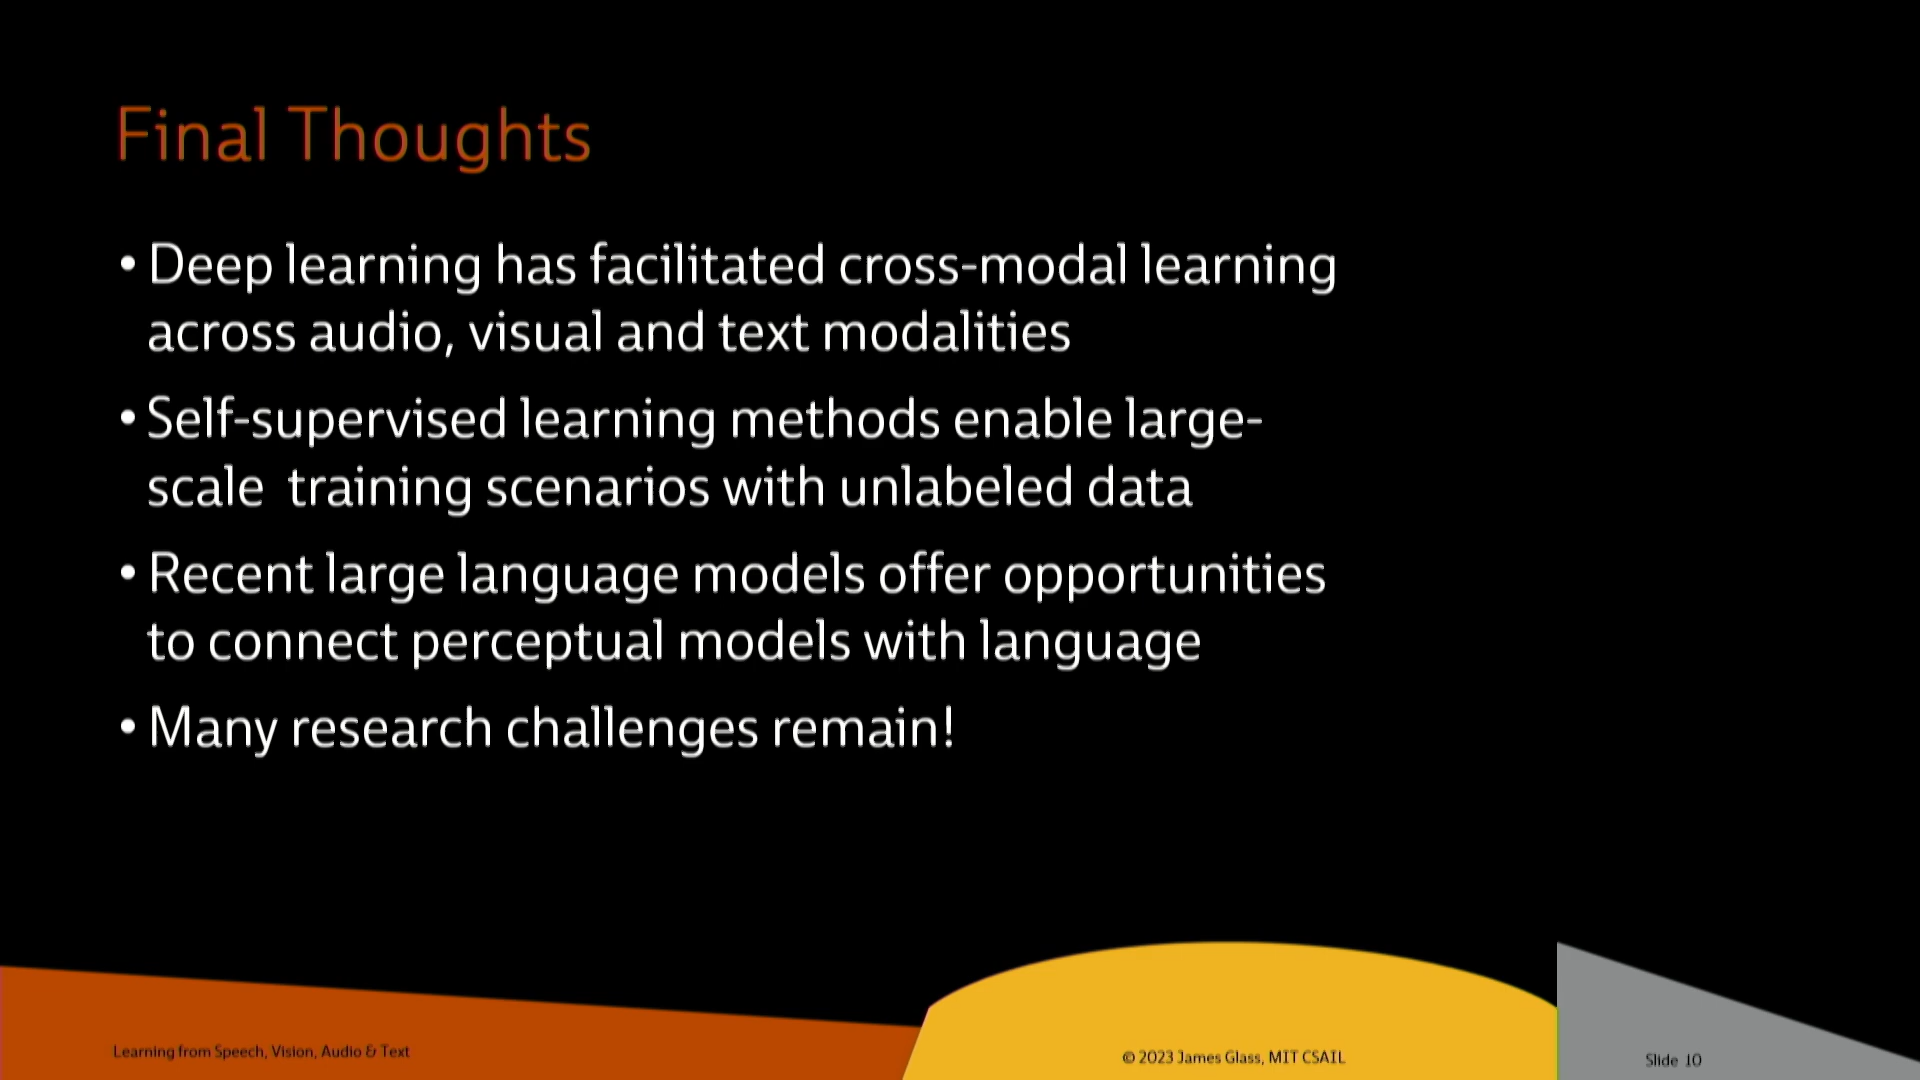 Final Thoughts
• Deep learning has facilitated cross-modal learning
across audio, visual and text modalities
• Self-supervised learning methods enable large-
scale  training scenarios with unlabeled data
• Recent large language models offer opportunities
to connect perceptual models with language
• Many research challenges remain!
Learning from Speech, Vision, Audio & Text
© 2023 James Glass, MIT CSAIL
Slide 10